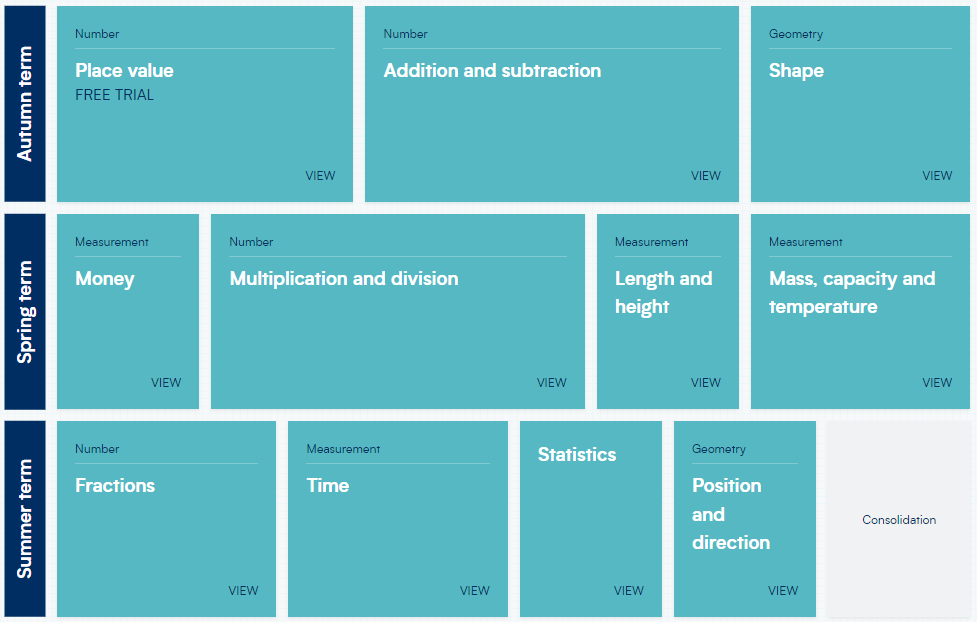 Autumn term
Number
Place value
FREE TRIAL
VIEW
Number
Addition and subtraction
VIEW
Geometry
Shape
VIEW
Spring term
Measurement
Money
VIEW
Number
Multiplication and division
VIEW
Measurement
Length and
height
VIEW
Measurement
Mass, capacity and
temperature
VIEW
Summer term
Number
Fractions
VIEW
Measurement
Time
VIEW
Statistics
VIEW
Geometry
Position
and
direction
VIEW
Consolidation